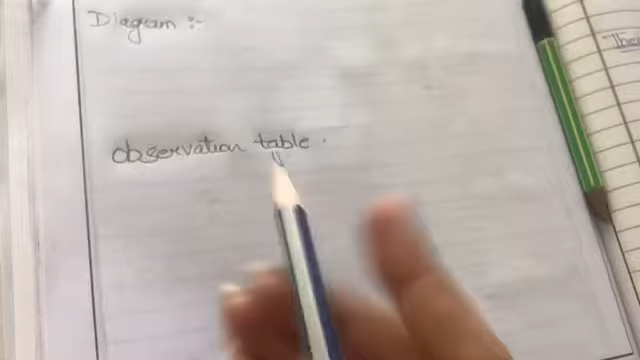 Diagram :-
observation table .